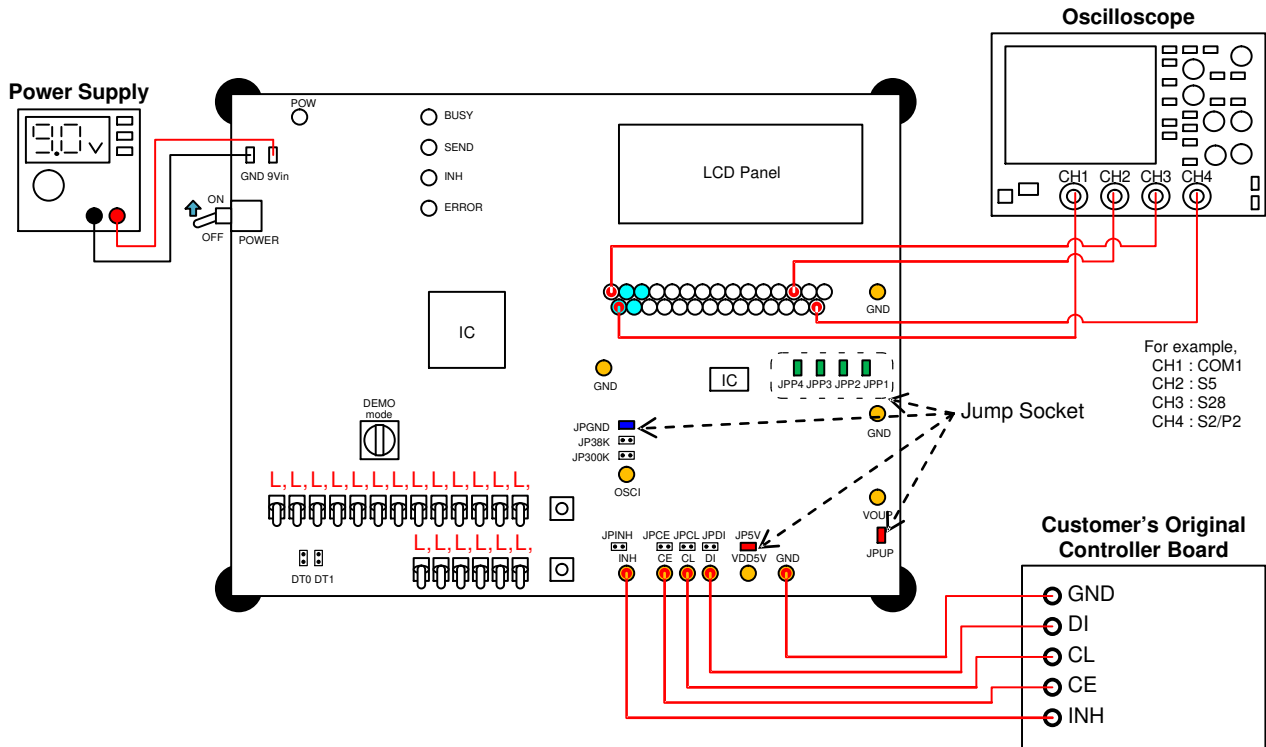 Oscilloscope
CH1 CH2 CH3 CH4
Power Supply
9.0 V
POW
BUSY
SEND
INH
ERROR
GND 9Vin
ON
OFF
POWER
LCD Panel
GND
IC
GND
IC
JPP4 JPP3 JPP2 JPP1
For example,
CH1 : COM1
CH2 : S5
CH3 : S28
CH4 : S2/P2
DEMO
mode
JPGND
JP38K
JP300K
OSCI
GND
Jump Socket
L, L, L, L, L, L, L, L, L, L, L, L, L,
VOUP
JPUP
DT0 DT1
L, L, L, L, L, L,
JPINH JPCE JPCL JPDI JP5V
INH CE CL DI VDD5V GND
Customer's Original
Controller Board
GND
DI
CL
CE
INH